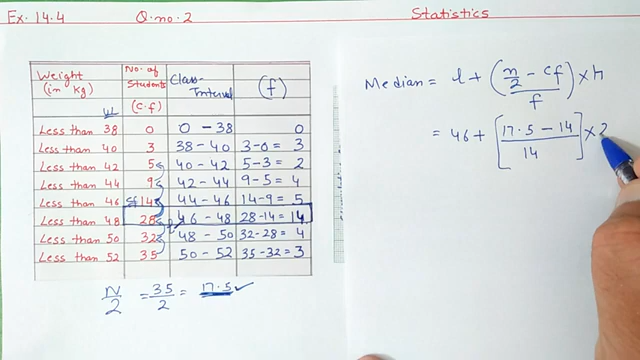 Ex. 14.4 Q. no. 2 Statistics
Weight (in kg) No. of Students (C.f) Class-Interval (f)
W
Less than 38 0 0 - 38 0
Less than 40 3 38 - 40 3-0 = 3
Less than 42 5 40 - 42 5-3 = 2
Less than 44 9 42 - 44 9-5 = 4
Less than 46 cf 14 44 - 46 14-9 = 5
Less than 48 28 46 - 48 28-14 = 14
Less than 50 32 48 - 50 32-28 = 4
Less than 52 35 50 - 52 35-32 = 3
N/2 = 35/2 = 17.5 ✓
Median = l + (n/2 - cf / f) × h
= 46 + [17.5 - 14 / 14] × 2